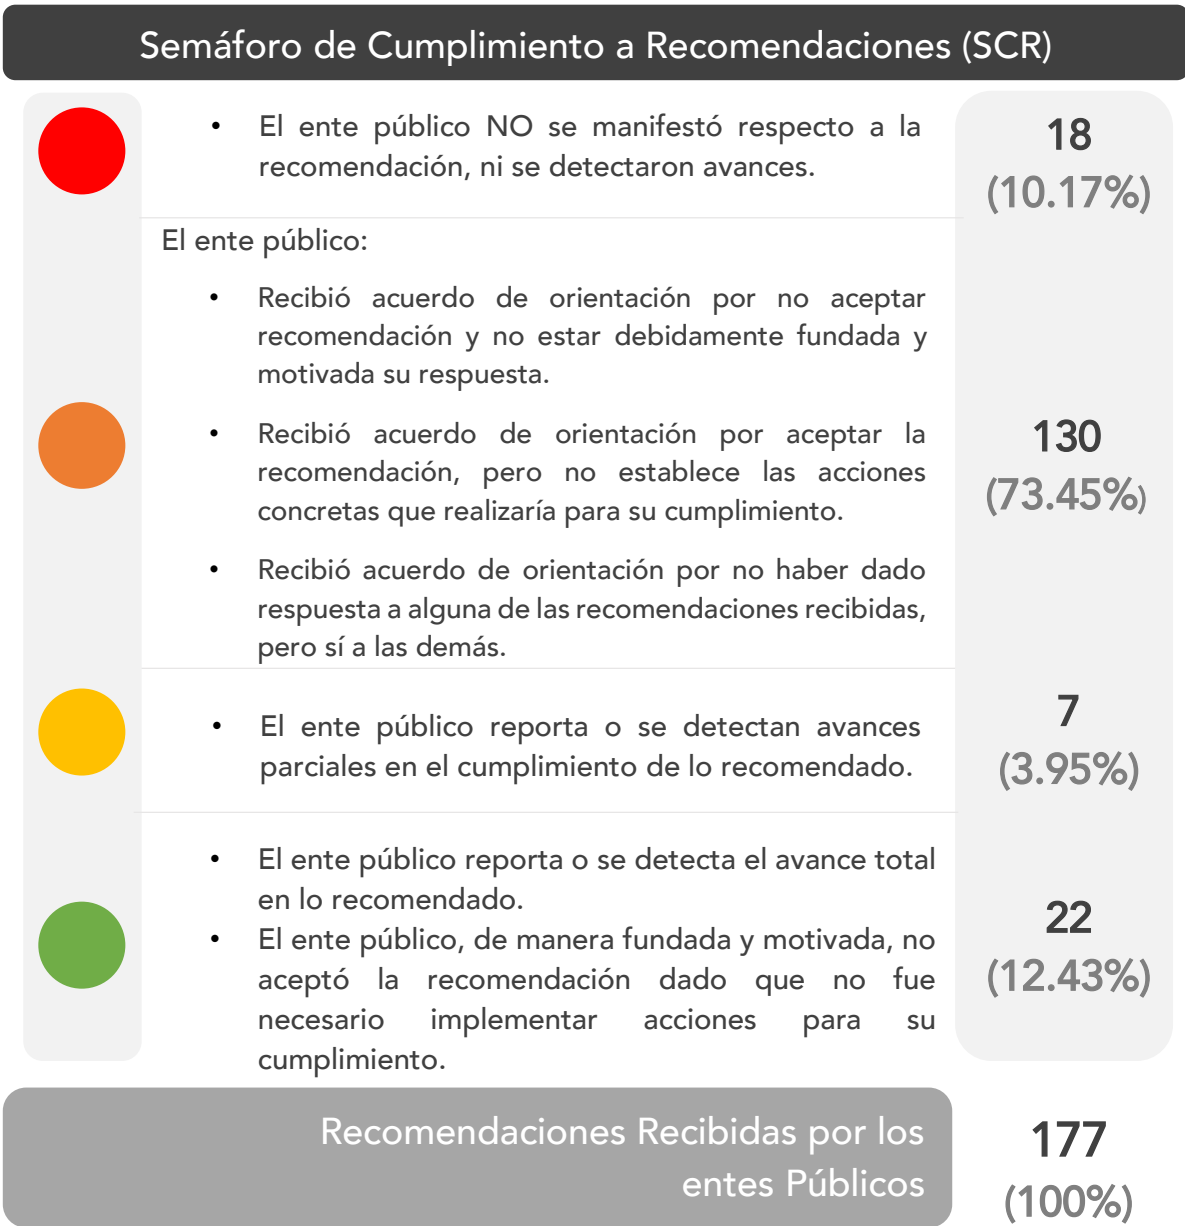 Semáforo de Cumplimiento a Recomendaciones (SCR)
• El ente público NO se manifestó respecto a la
recomendación, ni se detectaron avances.
18
(10.17%)
El ente público:
• Recibió acuerdo de orientación por no aceptar
recomendación y no estar debidamente fundada y
motivada su respuesta.
• Recibió acuerdo de orientación por aceptar la
recomendación, pero no establece las acciones
concretas que realizaría para su cumplimiento.
• Recibió acuerdo de orientación por no haber dado
respuesta a alguna de las recomendaciones recibidas,
pero sí a las demás.
130
(73.45%)
• El ente público reporta o se detectan avances
parciales en el cumplimiento de lo recomendado.
7
(3.95%)
• El ente público reporta o se detecta el avance total
en lo recomendado.
• El ente público, de manera fundada y motivada, no
aceptó la recomendación dado que no fue
necesario implementar acciones para su
cumplimiento.
22
(12.43%)
Recomendaciones Recibidas por los
entes Públicos
177
(100%)